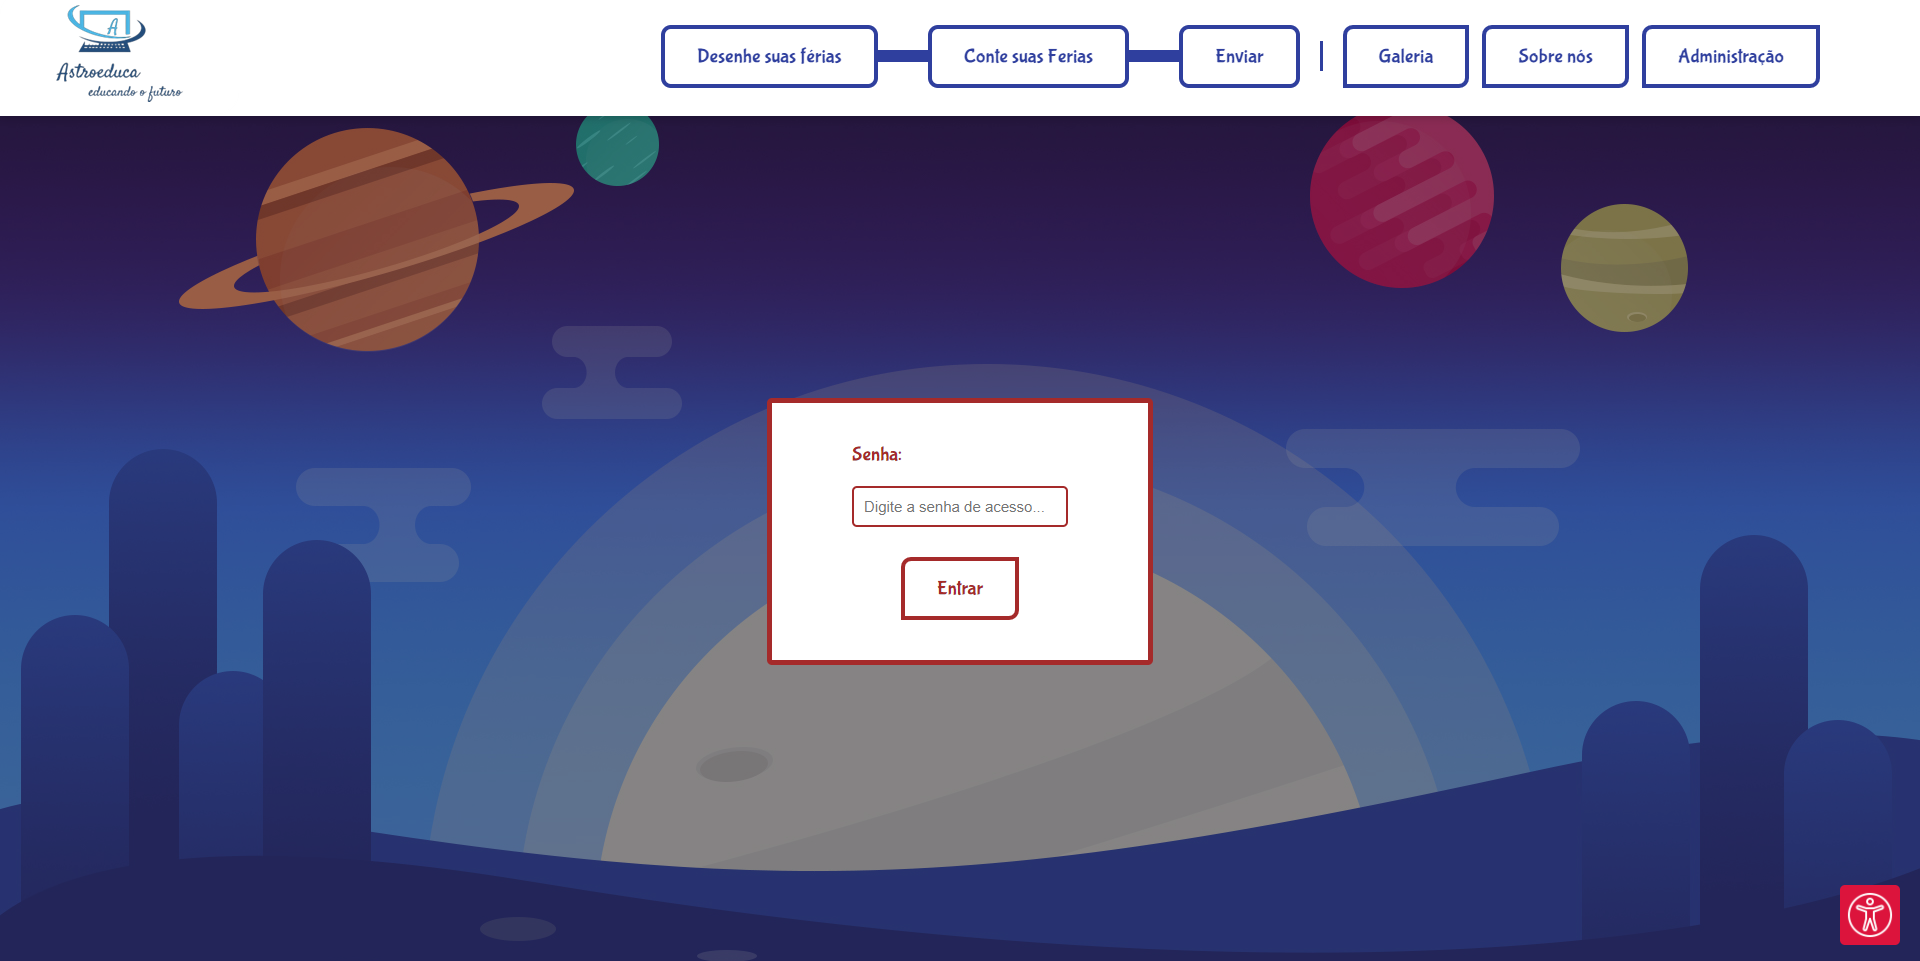 A
Astroeduca
educando o futuro
Desenhe suas férias
Conte suas Ferias
Enviar
Galeria
Sobre nós
Administração
Senha:
Digite a senha de acesso...
Entrar